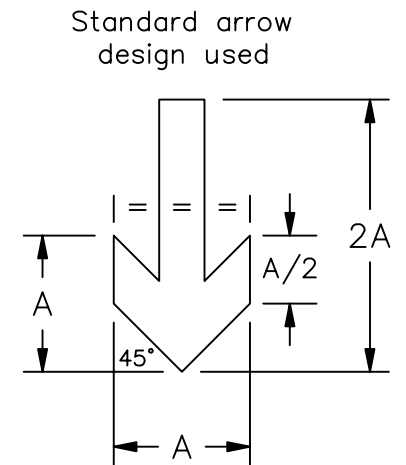 Standard arrow
design used
= = =
2A
A/2
A
45°
A